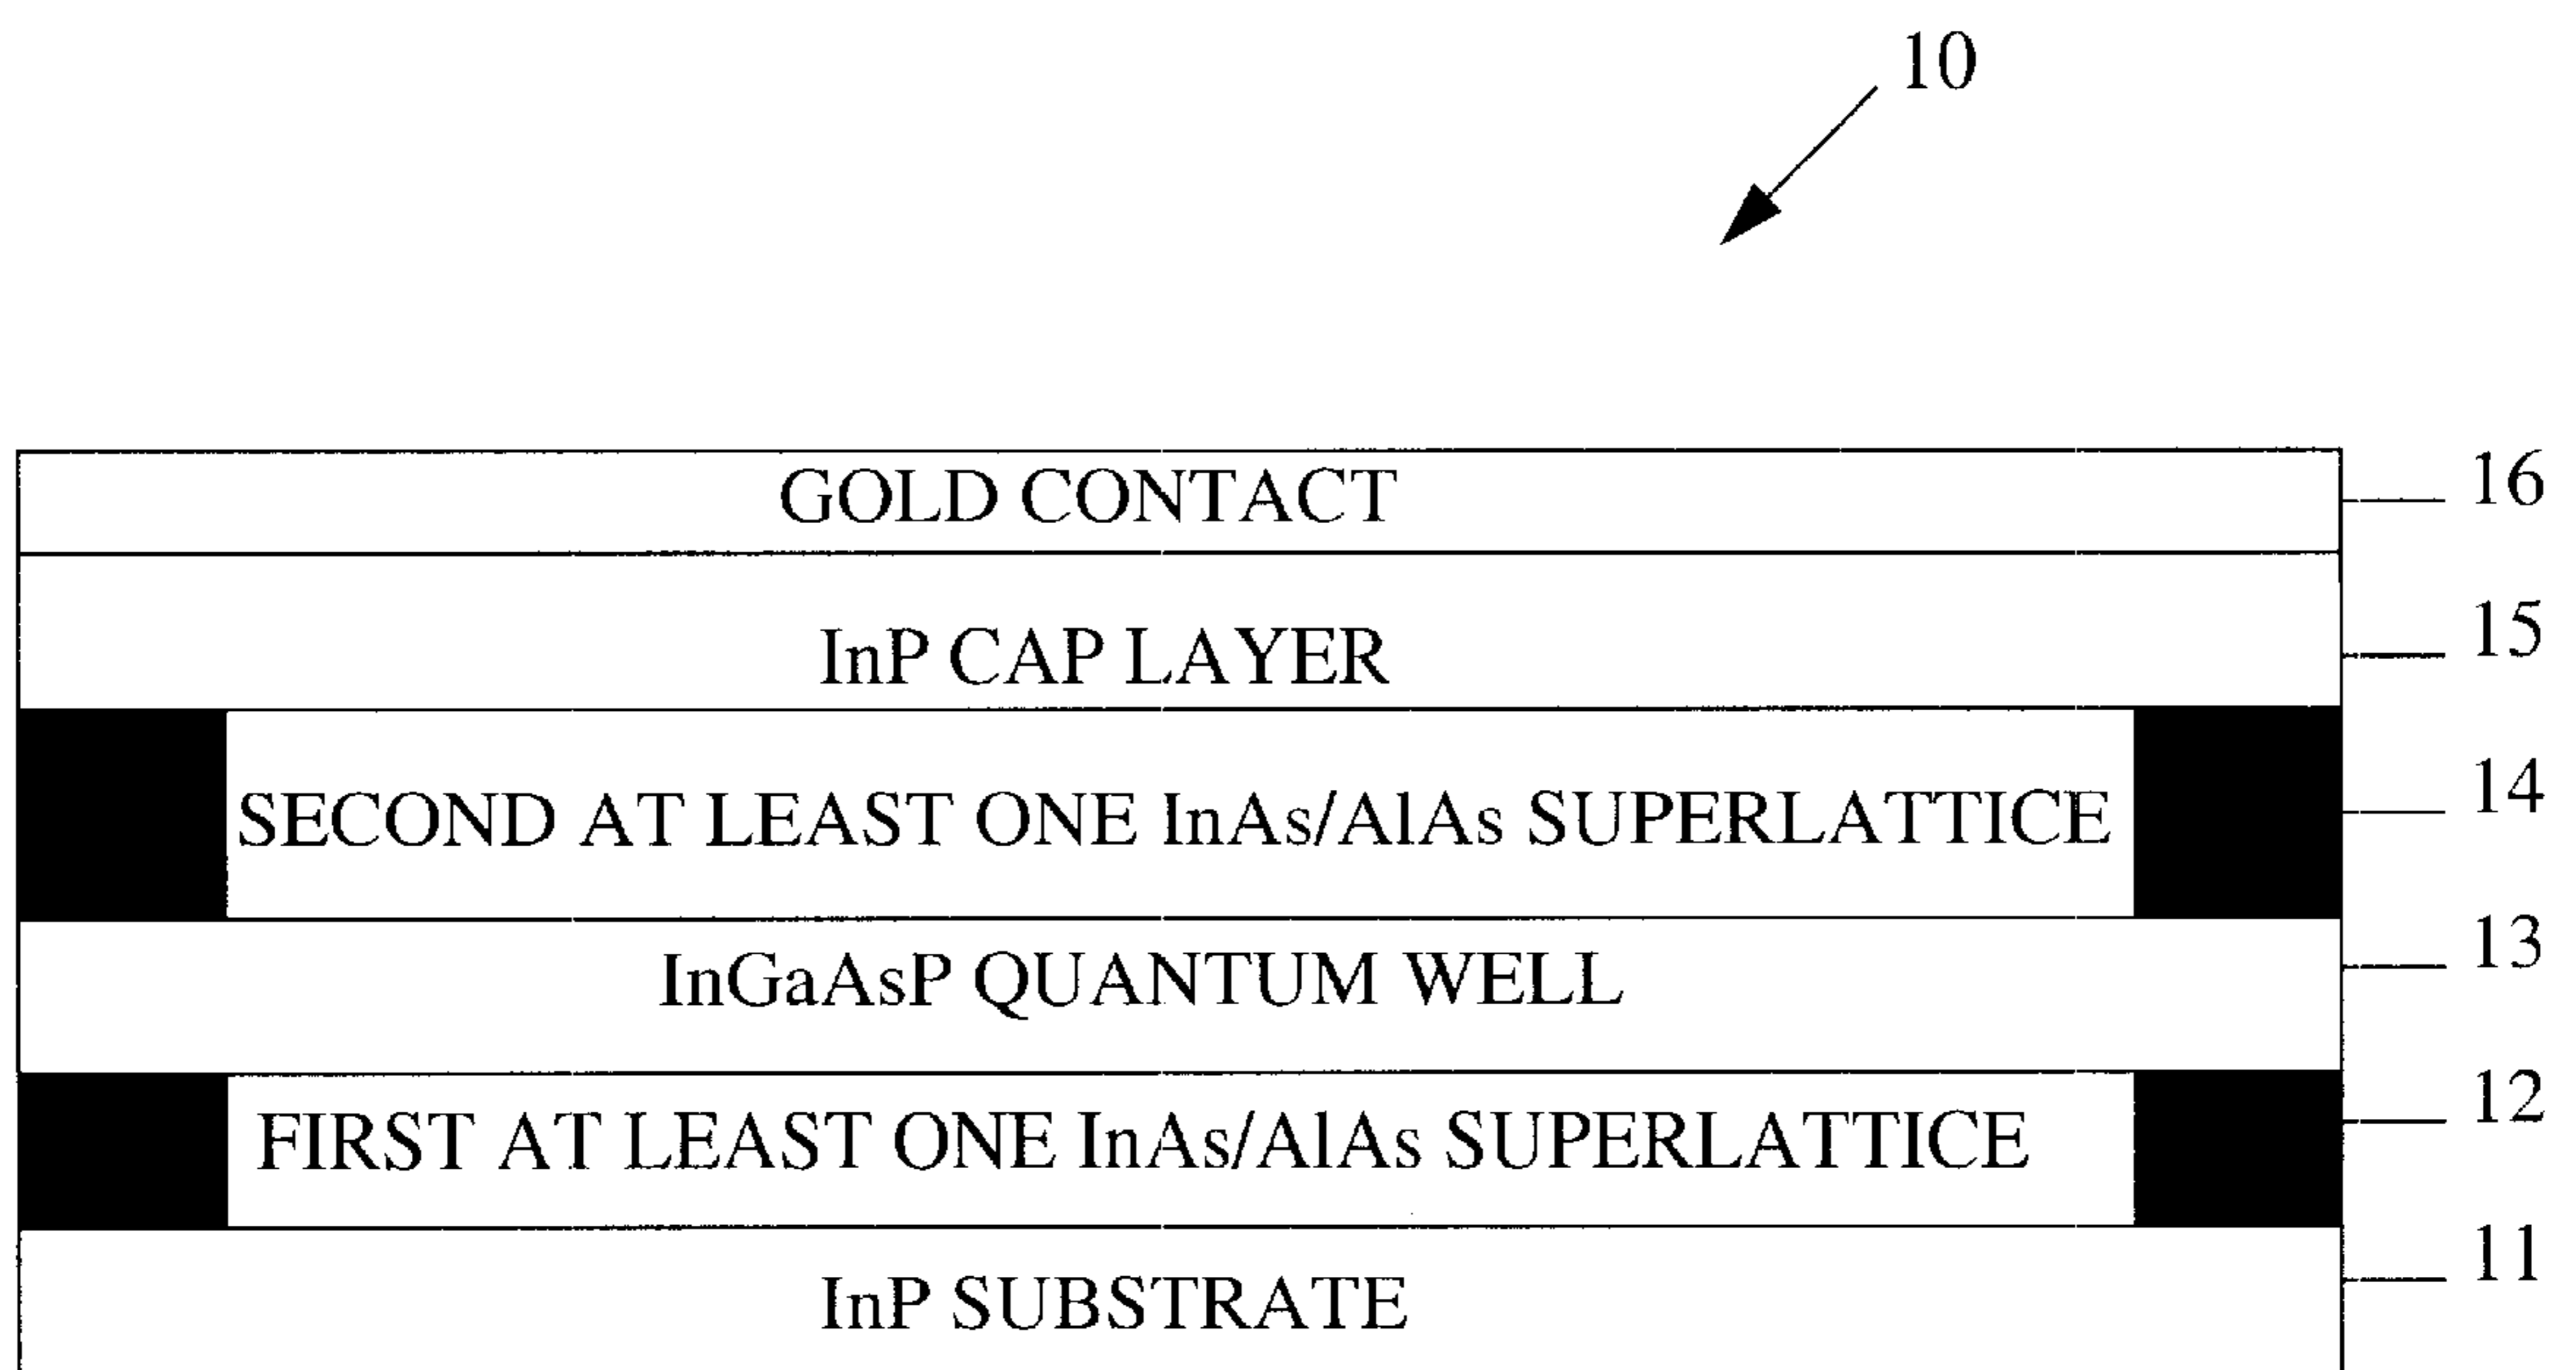 10
GOLD CONTACT 16
InP CAP LAYER 15
SECOND AT LEAST ONE InAs/AlAs SUPERLATTICE 14
InGaAsP QUANTUM WELL 13
FIRST AT LEAST ONE InAs/AlAs SUPERLATTICE 12
InP SUBSTRATE 11